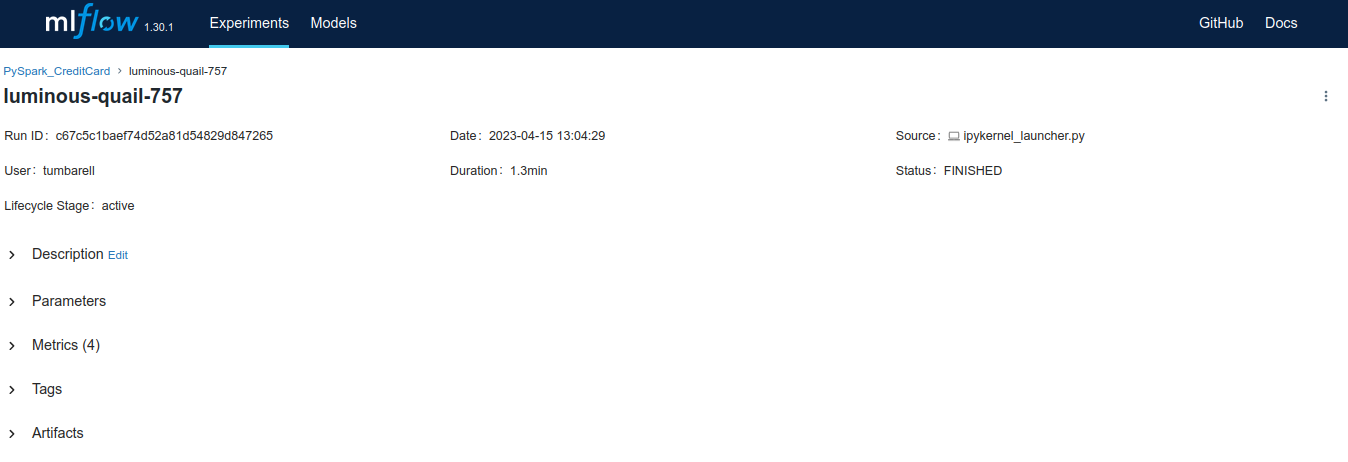 mlflow 1.30.1 Experiments Models GitHub Docs
PySpark_CreditCard › luminous-quail-757
luminous-quail-757
Run ID: c67c5c1baef74d52a81d54829d847265 Date: 2023-04-15 13:04:29 Source: ipykernel_launcher.py
User: tumbarell Duration: 1.3min Status: FINISHED
Lifecycle Stage: active
Description Edit
Parameters
Metrics (4)
Tags
Artifacts